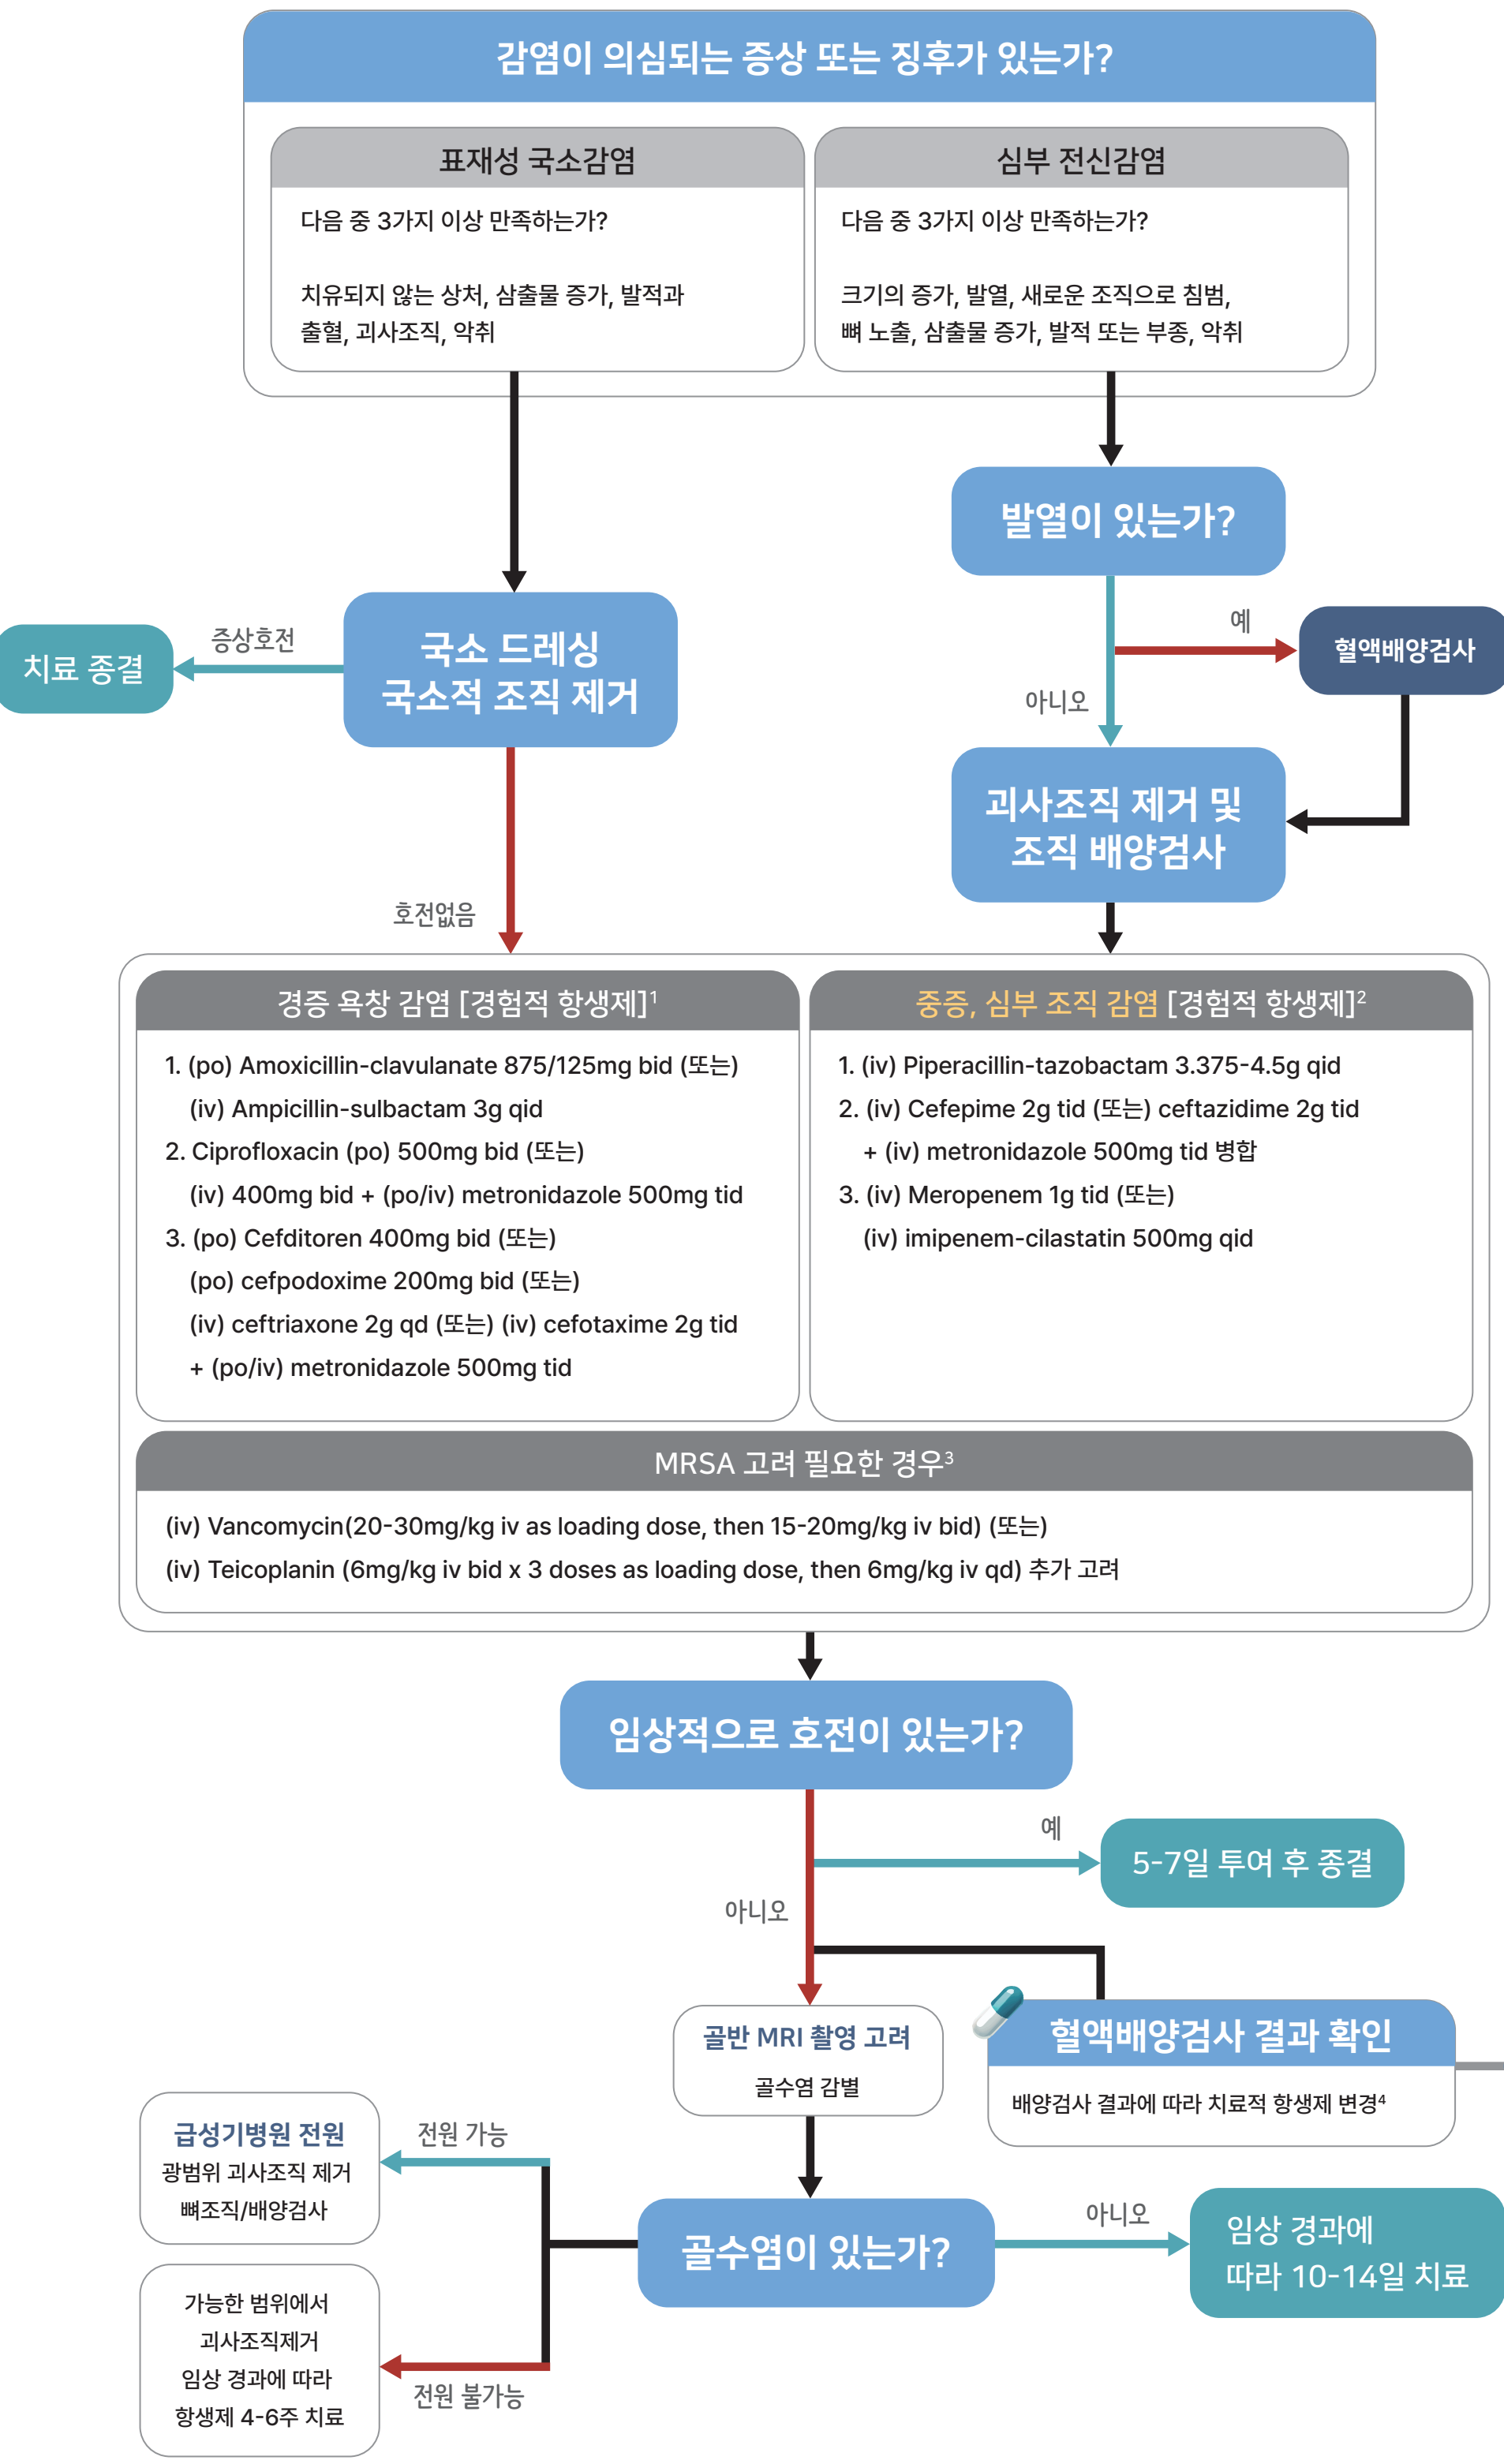 감염이 의심되는 증상 또는 징후가 있는가?
표재성 국소감염
다음 중 3가지 이상 만족하는가?
치유되지 않는 상처, 삼출물 증가, 발적과
출혈, 괴사조직, 악취
심부 전신감염
다음 중 3가지 이상 만족하는가?
크기의 증가, 발열, 새로운 조직으로 침범,
뼈 노출, 삼출물 증가, 발적 또는 부종, 악취
발열이 있는가?
예
혈액배양검사
아니오
국소 드레싱
국소적 조직 제거
증상호전
치료 종결
괴사조직 제거 및
조직 배양검사
호전없음
경증 욕창 감염 [경험적 항생제]¹
1. (po) Amoxicillin-clavulanate 875/125mg bid (또는)
(iv) Ampicillin-sulbactam 3g qid
2. Ciprofloxacin (po) 500mg bid (또는)
(iv) 400mg bid + (po/iv) metronidazole 500mg tid
3. (po) Cefditoren 400mg bid (또는)
(po) cefpodoxime 200mg bid (또는)
(iv) ceftriaxone 2g qd (또는) (iv) cefotaxime 2g tid
+ (po/iv) metronidazole 500mg tid
중증, 심부 조직 감염 [경험적 항생제]²
1. (iv) Piperacillin-tazobactam 3.375-4.5g qid
2. (iv) Cefepime 2g tid (또는) ceftazidime 2g tid
+ (iv) metronidazole 500mg tid 병합
3. (iv) Meropenem 1g tid (또는)
(iv) imipenem-cilastatin 500mg qid
MRSA 고려 필요한 경우³
(iv) Vancomycin(20-30mg/kg iv as loading dose, then 15-20mg/kg iv bid) (또는)
(iv) Teicoplanin (6mg/kg iv bid x 3 doses as loading dose, then 6mg/kg iv qd) 추가 고려
임상적으로 호전이 있는가?
예
5-7일 투여 후 종결
아니오
골반 MRI 촬영 고려
골수염 감별
혈액배양검사 결과 확인
배양검사 결과에 따라 치료적 항생제 변경⁴
급성기병원 전원
광범위 괴사조직 제거
뼈조직/배양검사
전원 가능
골수염이 있는가?
아니오
임상 경과에
따라 10-14일 치료
가능한 범위에서
괴사조직제거
임상 경과에 따라
항생제 4-6주 치료
전원 불가능